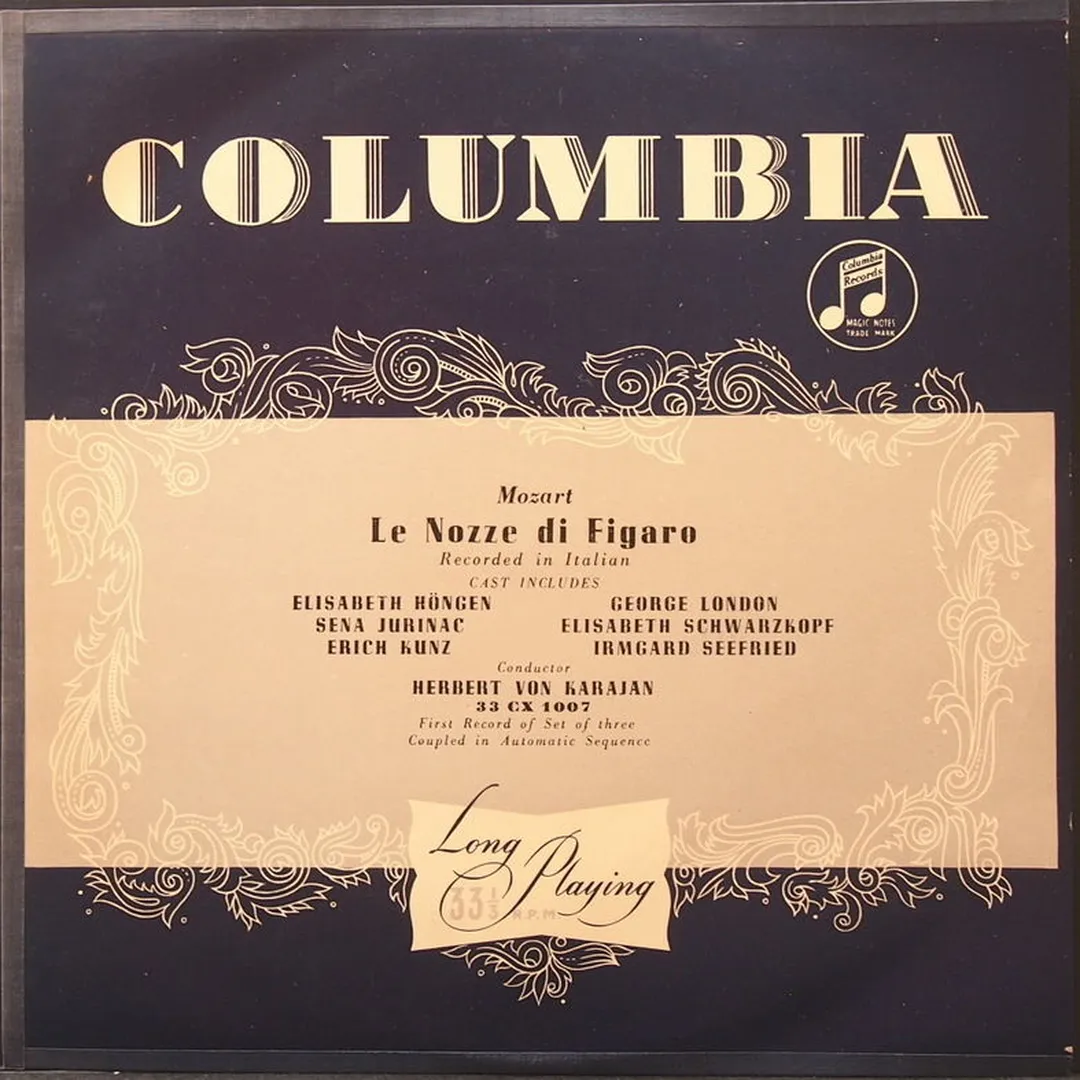 COLUMBIA
Columbia
Records
MAGIC NOTES
TRADE MARK
Mozart
Le Nozze di Figaro
Recorded in Italian
CAST INCLUDES
ELISABETH HÖNGEN GEORGE LONDON
SENA JURINAC ELISABETH SCHWARZKOPF
ERICH KUNZ IRMGARD SEEFRIED
Conductor
HERBERT VON KARAJAN
33 CX 1007
First Record of Set of three
Coupled in Automatic Sequence
Long Playing
33⅓ R.P.M.